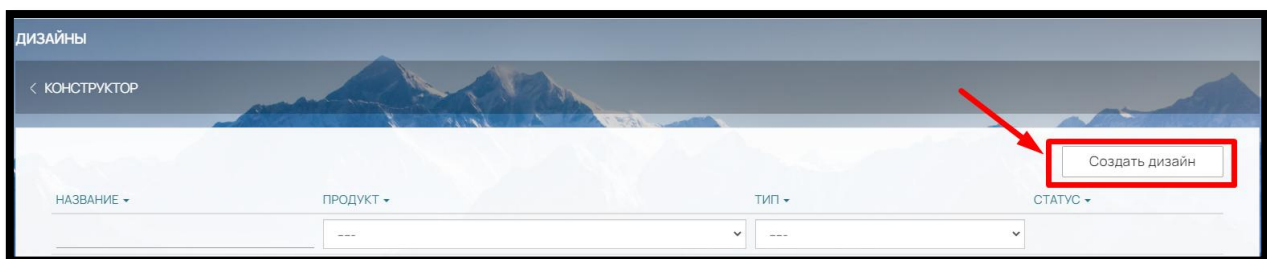 ДИЗАЙНЫ
< КОНСТРУКТОР
Создать дизайн
НАЗВАНИЕ ПРОДУКТ ТИП СТАТУС
--- ---